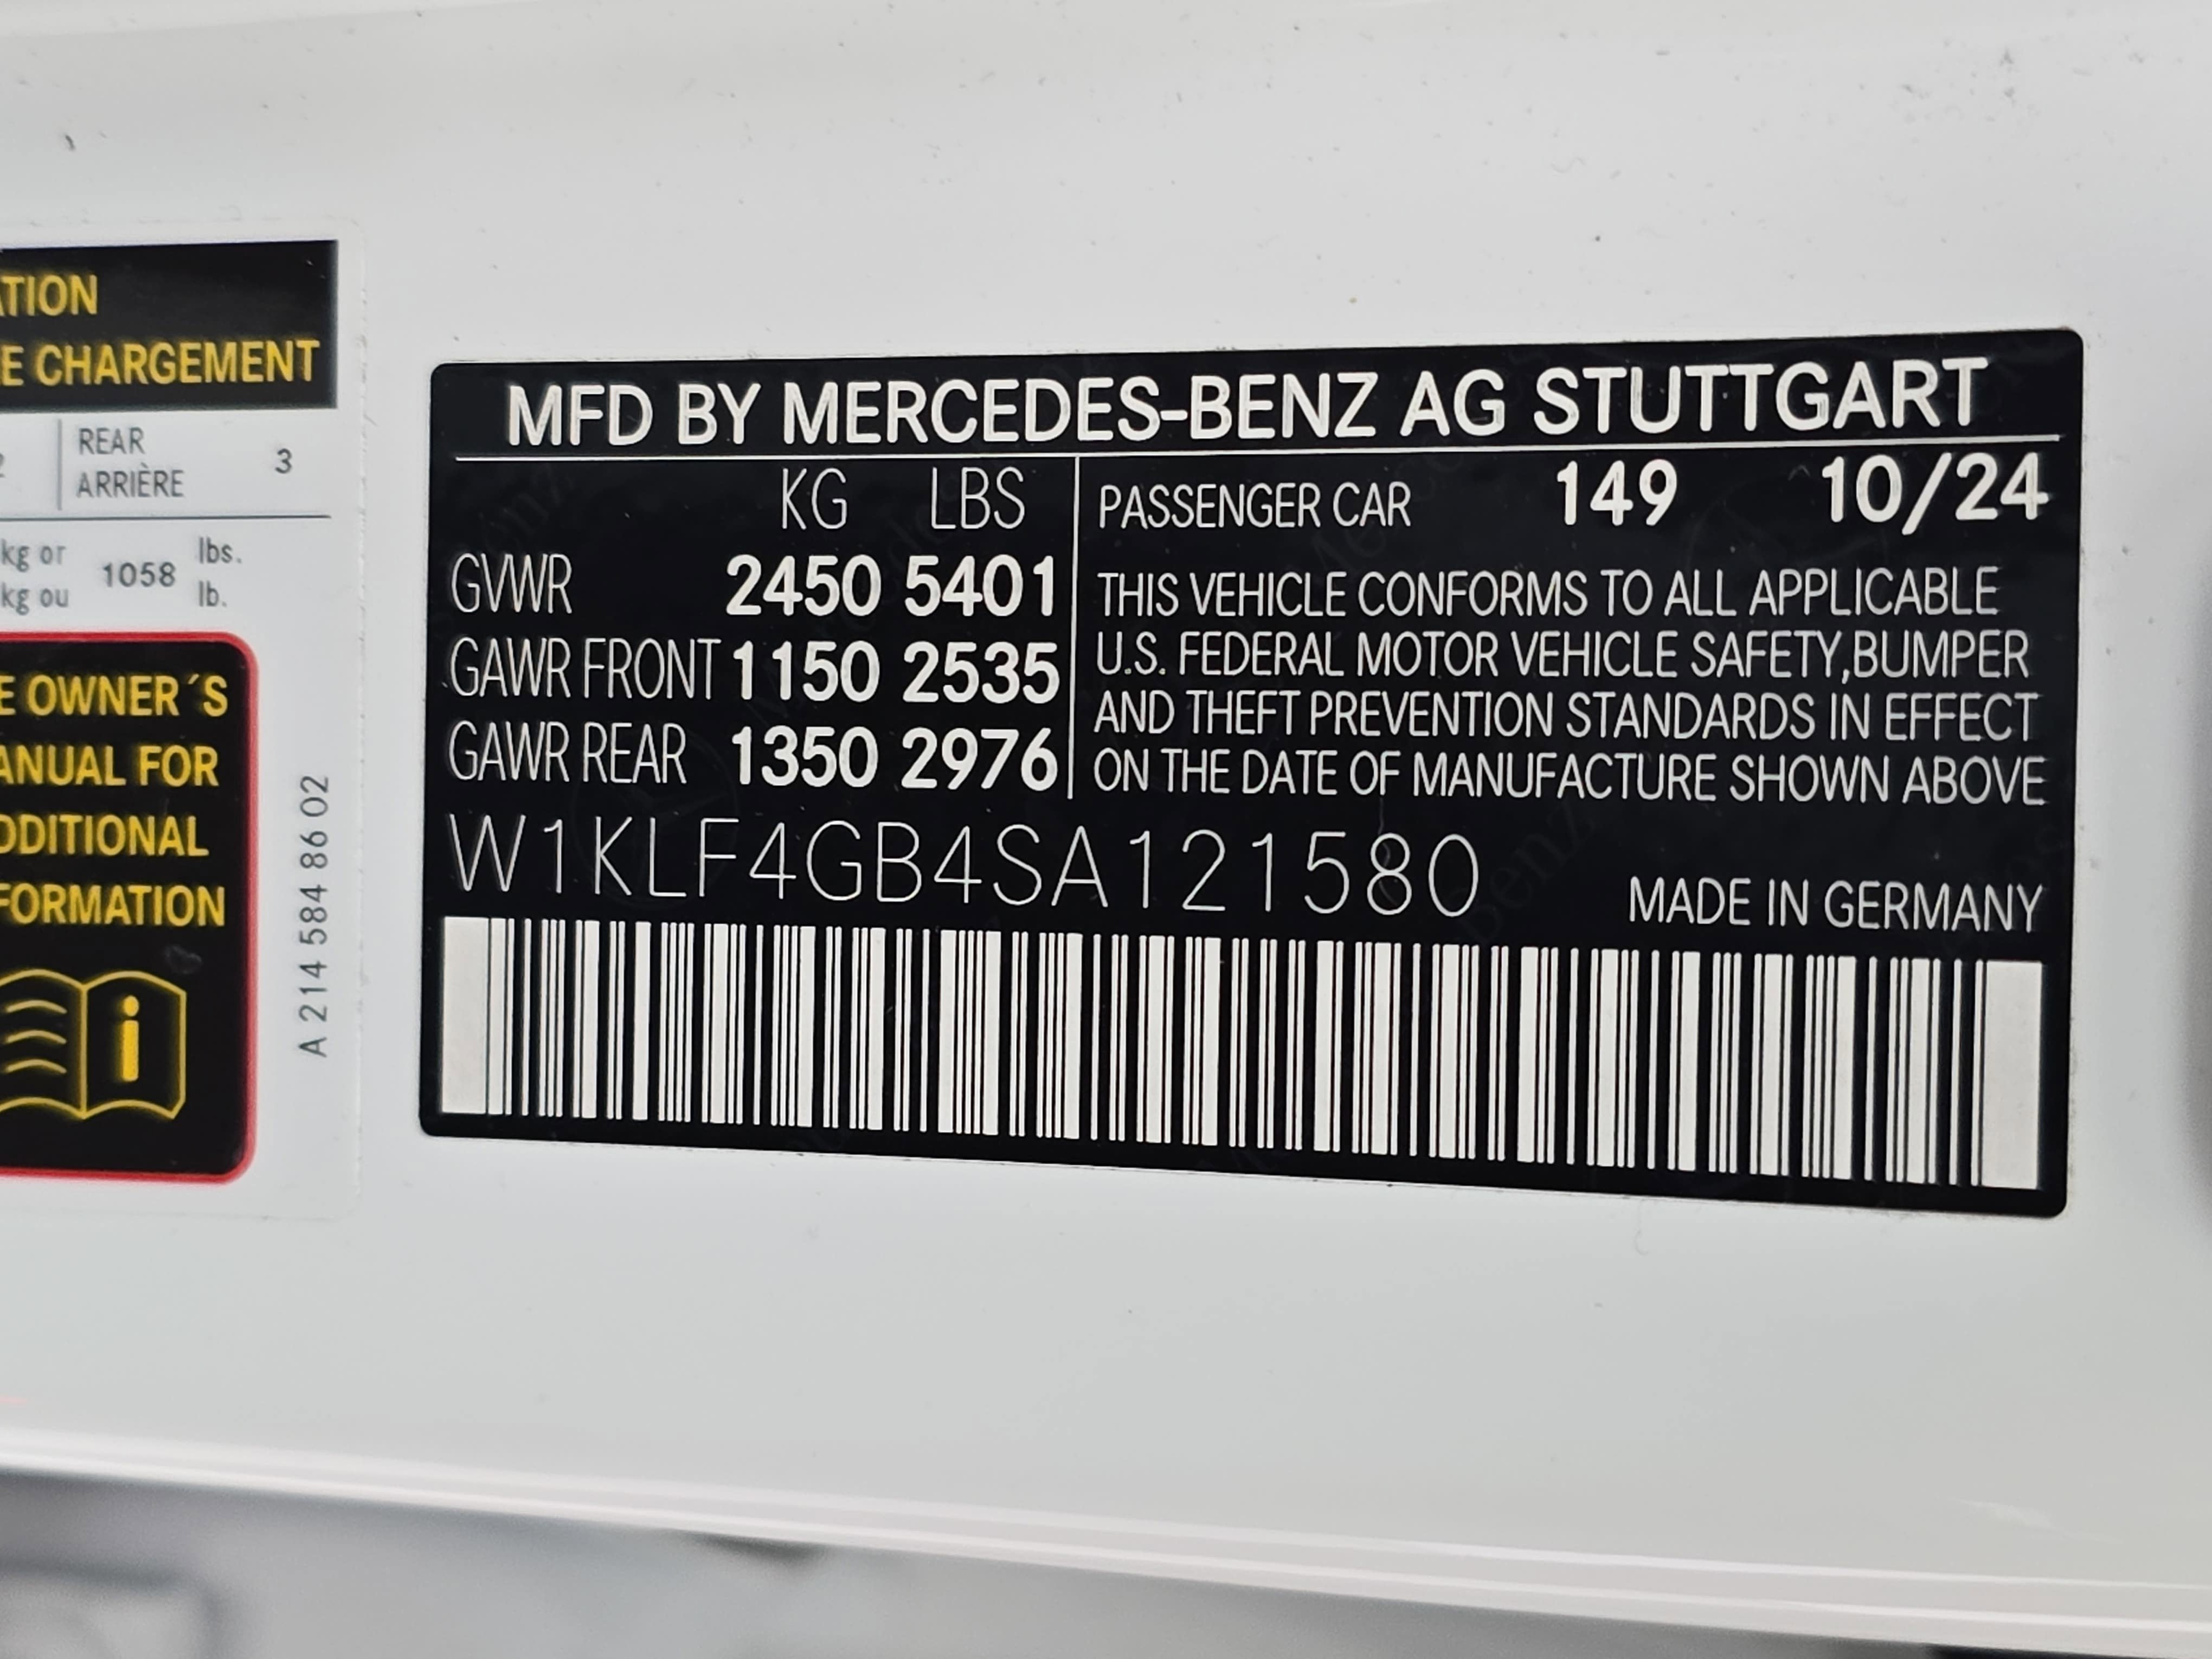 TION
E CHARGEMENT
REAR
ARRIÈRE 3
kg or 1058 lbs.
kg ou lb.
E OWNER´S
ANUAL FOR
DDITIONAL
FORMATION
A 214 584 86 02
MFD BY MERCEDES-BENZ AG STUTTGART
KG LBS
GVWR 2450 5401
GAWR FRONT 1150 2535
GAWR REAR 1350 2976
PASSENGER CAR 149 10/24
THIS VEHICLE CONFORMS TO ALL APPLICABLE
U.S. FEDERAL MOTOR VEHICLE SAFETY,BUMPER
AND THEFT PREVENTION STANDARDS IN EFFECT
ON THE DATE OF MANUFACTURE SHOWN ABOVE
W1KLF4GB4SA121580
MADE IN GERMANY